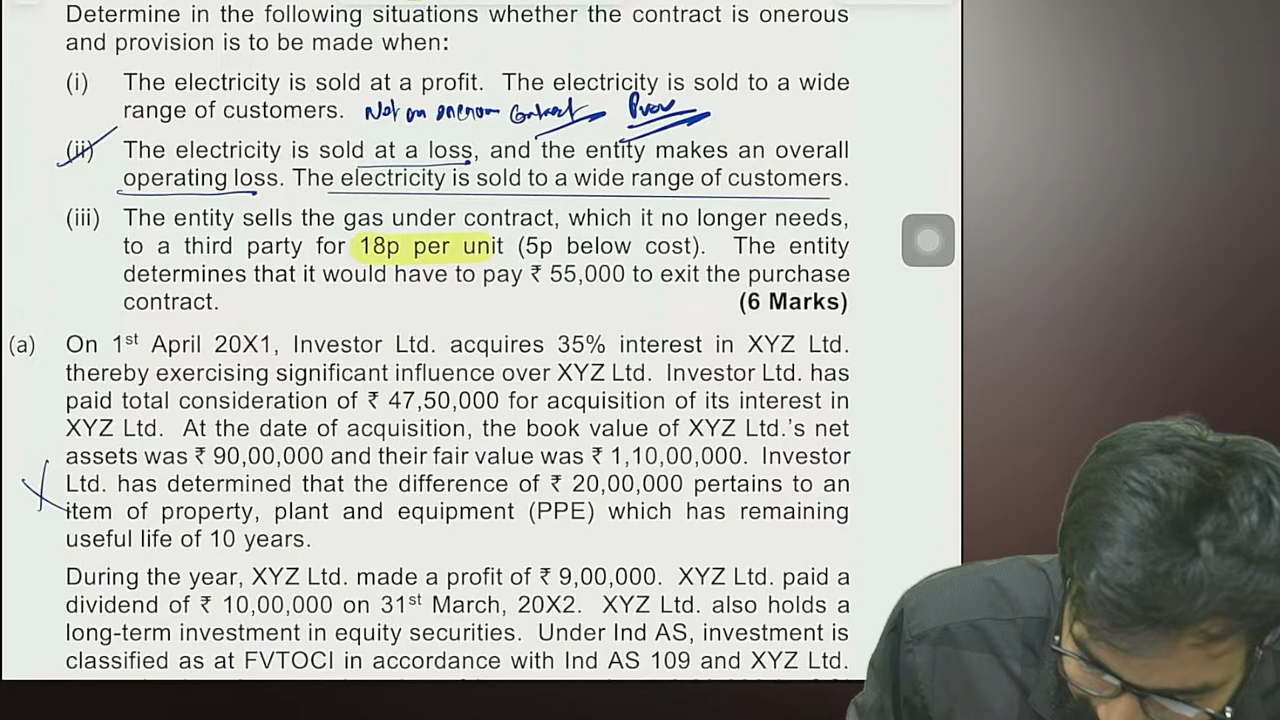 Determine in the following situations whether the contract is onerous
and provision is to be made when:
(i) The electricity is sold at a profit. The electricity is sold to a wide
range of customers. Not an onerous Contract
(ii) The electricity is sold at a loss, and the entity makes an overall
operating loss. The electricity is sold to a wide range of customers.
(iii) The entity sells the gas under contract, which it no longer needs,
to a third party for 18p per unit (5p below cost). The entity
determines that it would have to pay ₹ 55,000 to exit the purchase
contract. (6 Marks)
(a) On 1st April 20X1, Investor Ltd. acquires 35% interest in XYZ Ltd.
thereby exercising significant influence over XYZ Ltd. Investor Ltd. has
paid total consideration of ₹ 47,50,000 for acquisition of its interest in
XYZ Ltd. At the date of acquisition, the book value of XYZ Ltd.'s net
assets was ₹ 90,00,000 and their fair value was ₹ 1,10,00,000. Investor
Ltd. has determined that the difference of ₹ 20,00,000 pertains to an
item of property, plant and equipment (PPE) which has remaining
useful life of 10 years.
During the year, XYZ Ltd. made a profit of ₹ 9,00,000. XYZ Ltd. paid a
dividend of ₹ 10,00,000 on 31st March, 20X2. XYZ Ltd. also holds a
long-term investment in equity securities. Under Ind AS, investment is
classified as at FVTOCI in accordance with Ind AS 109 and XYZ Ltd.